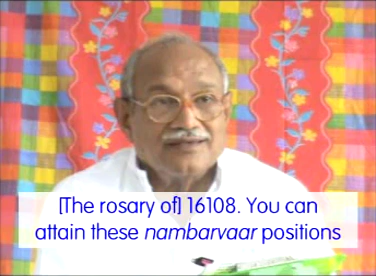 [The rosary of] 16108. You can
attain these nambarvaar positions